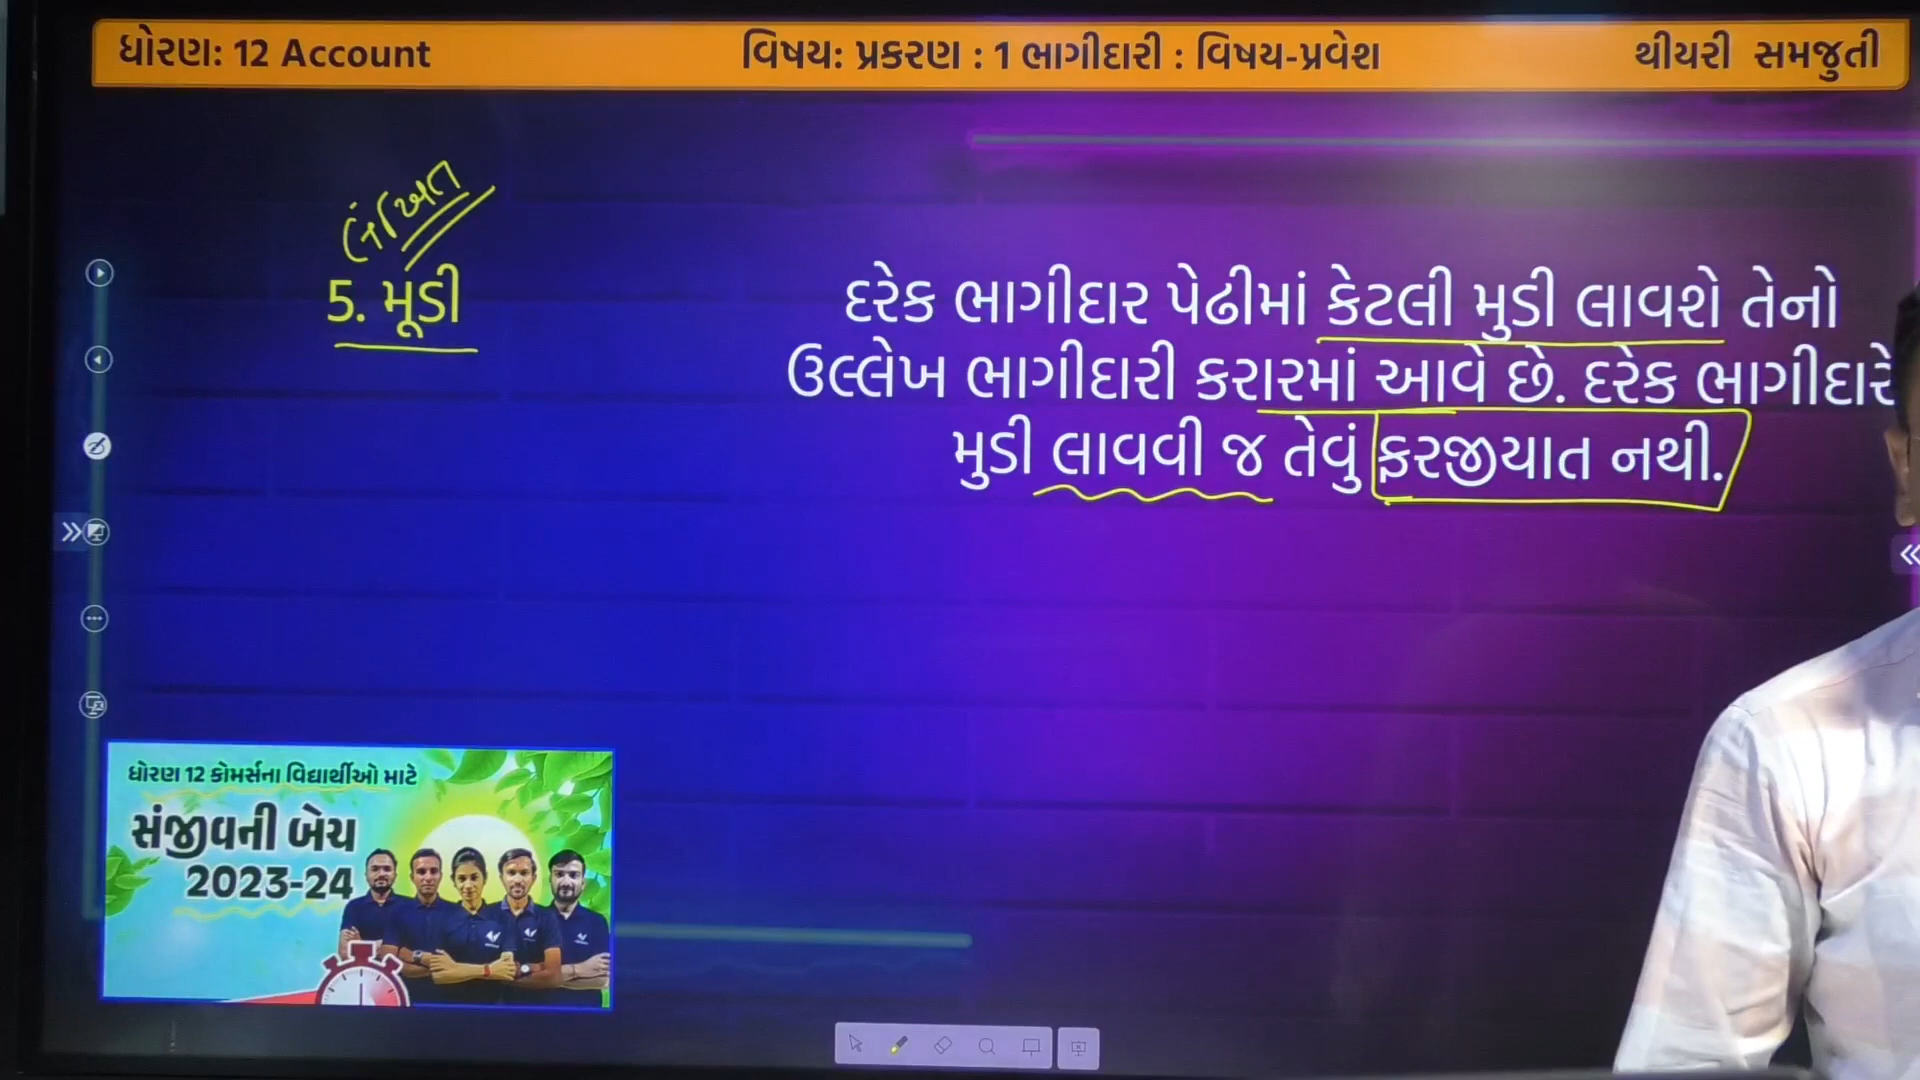 ધોરણ: 12 Account
વિષય: પ્રકરણ : 1 ભાગીદારી : વિષય-પ્રવેશ
થીયરી સમજુતી
5. મૂડી
દરેક ભાગીદાર પેઢીમાં કેટલી મુડી લાવશે તેનો
ઉલ્લેખ ભાગીદારી કરારમાં આવે છે. દરેક ભાગીદારે
મુડી લાવવી જ તેવું ફરજીયાત નથી.
ધોરણ 12 કોમર્સના વિદ્યાર્થીઓ માટે
સંજીવની બેચ
2023-24